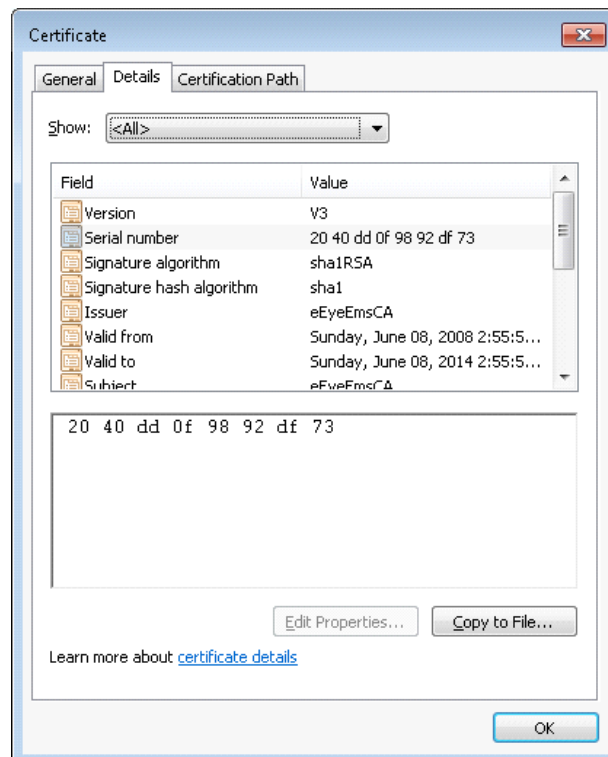 Certificate
General Details Certification Path
Show: <All>
Field Value
Version V3
Serial number 20 40 dd 0f 98 92 df 73
Signature algorithm sha1RSA
Signature hash algorithm sha1
Issuer eEyeEmsCA
Valid from Sunday, June 08, 2008 2:55:5...
Valid to Sunday, June 08, 2014 2:55:5...
Subject eEyeEmsCA
20 40 dd 0f 98 92 df 73
Edit Properties... Copy to File...
Learn more about certificate details
OK